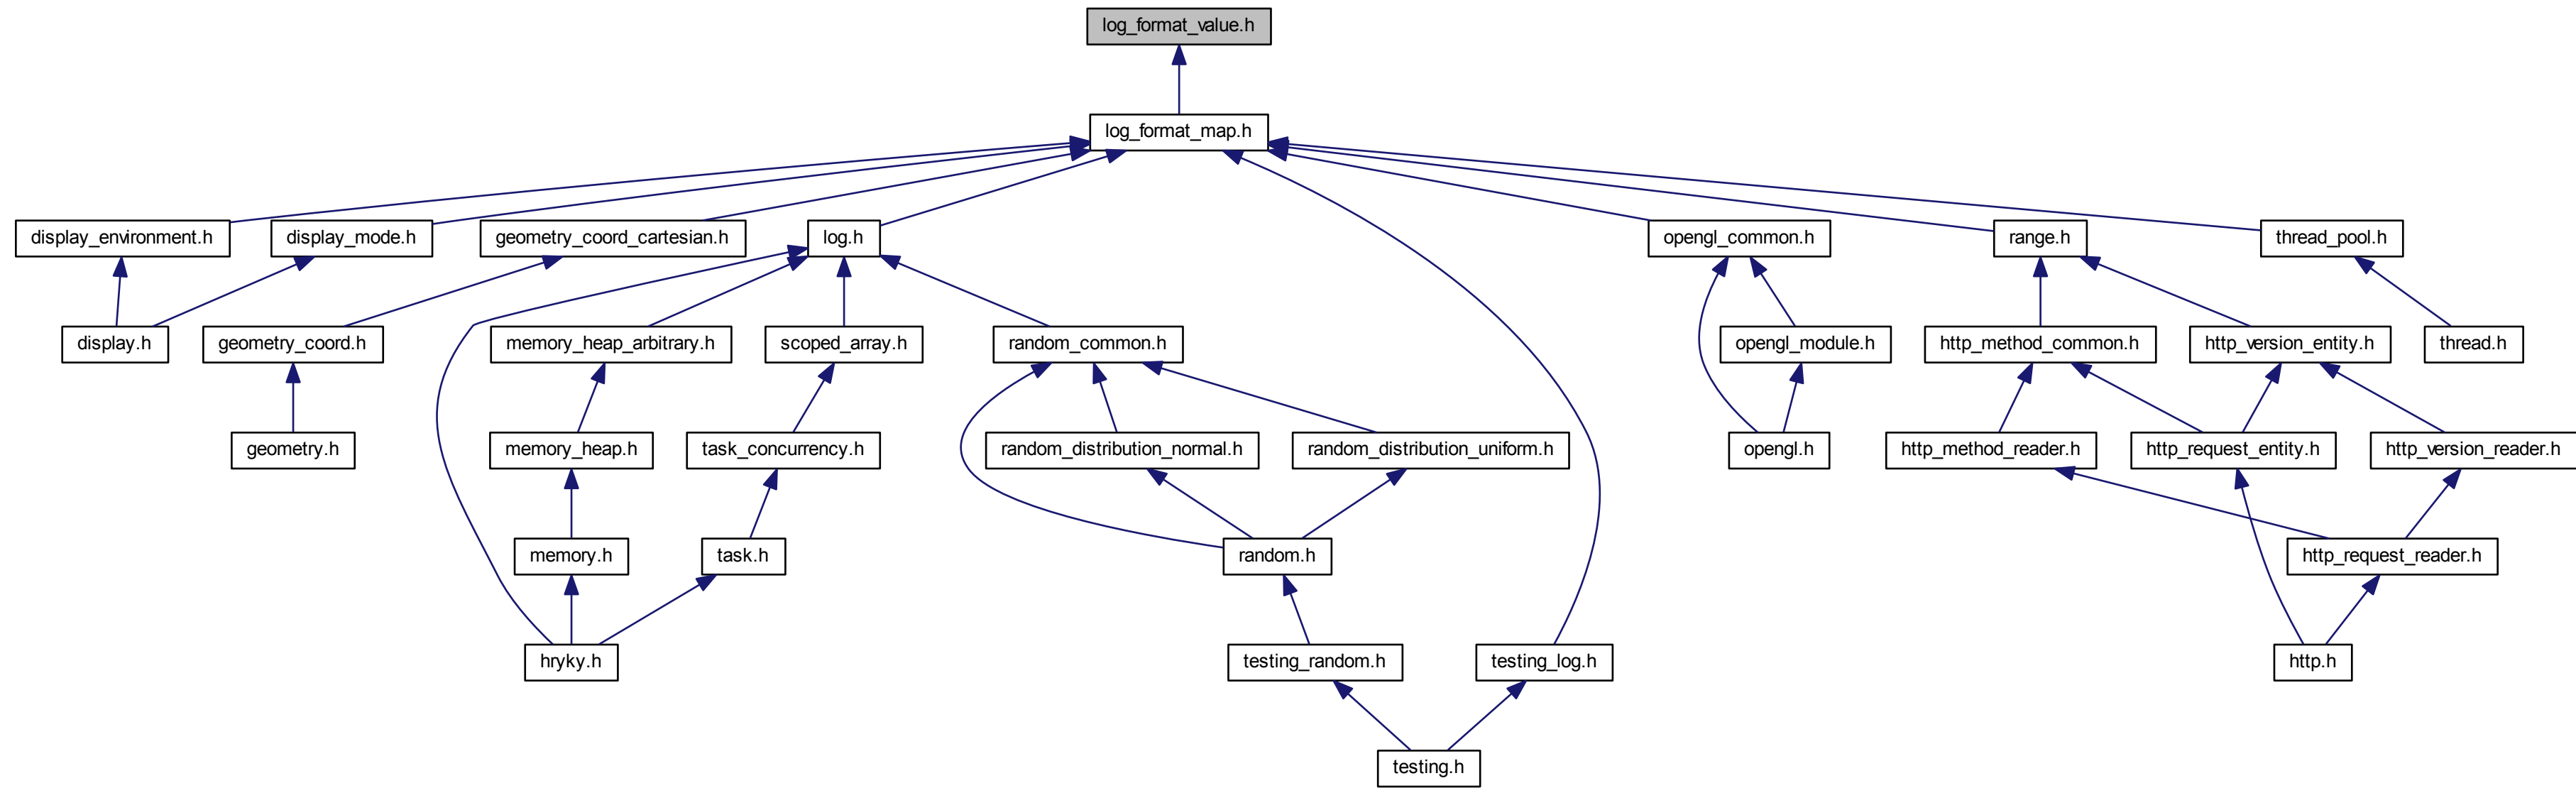 log_format_value.h
log_format_map.h
display_environment.h
display_mode.h
geometry_coord_cartesian.h
log.h
opengl_common.h
range.h
thread_pool.h
display.h
geometry_coord.h
memory_heap_arbitrary.h
scoped_array.h
random_common.h
opengl_module.h
http_method_common.h
http_version_entity.h
thread.h
geometry.h
memory_heap.h
task_concurrency.h
random_distribution_normal.h
random_distribution_uniform.h
opengl.h
http_method_reader.h
http_request_entity.h
http_version_reader.h
memory.h
task.h
random.h
http_request_reader.h
hryky.h
testing_random.h
testing_log.h
http.h
testing.h